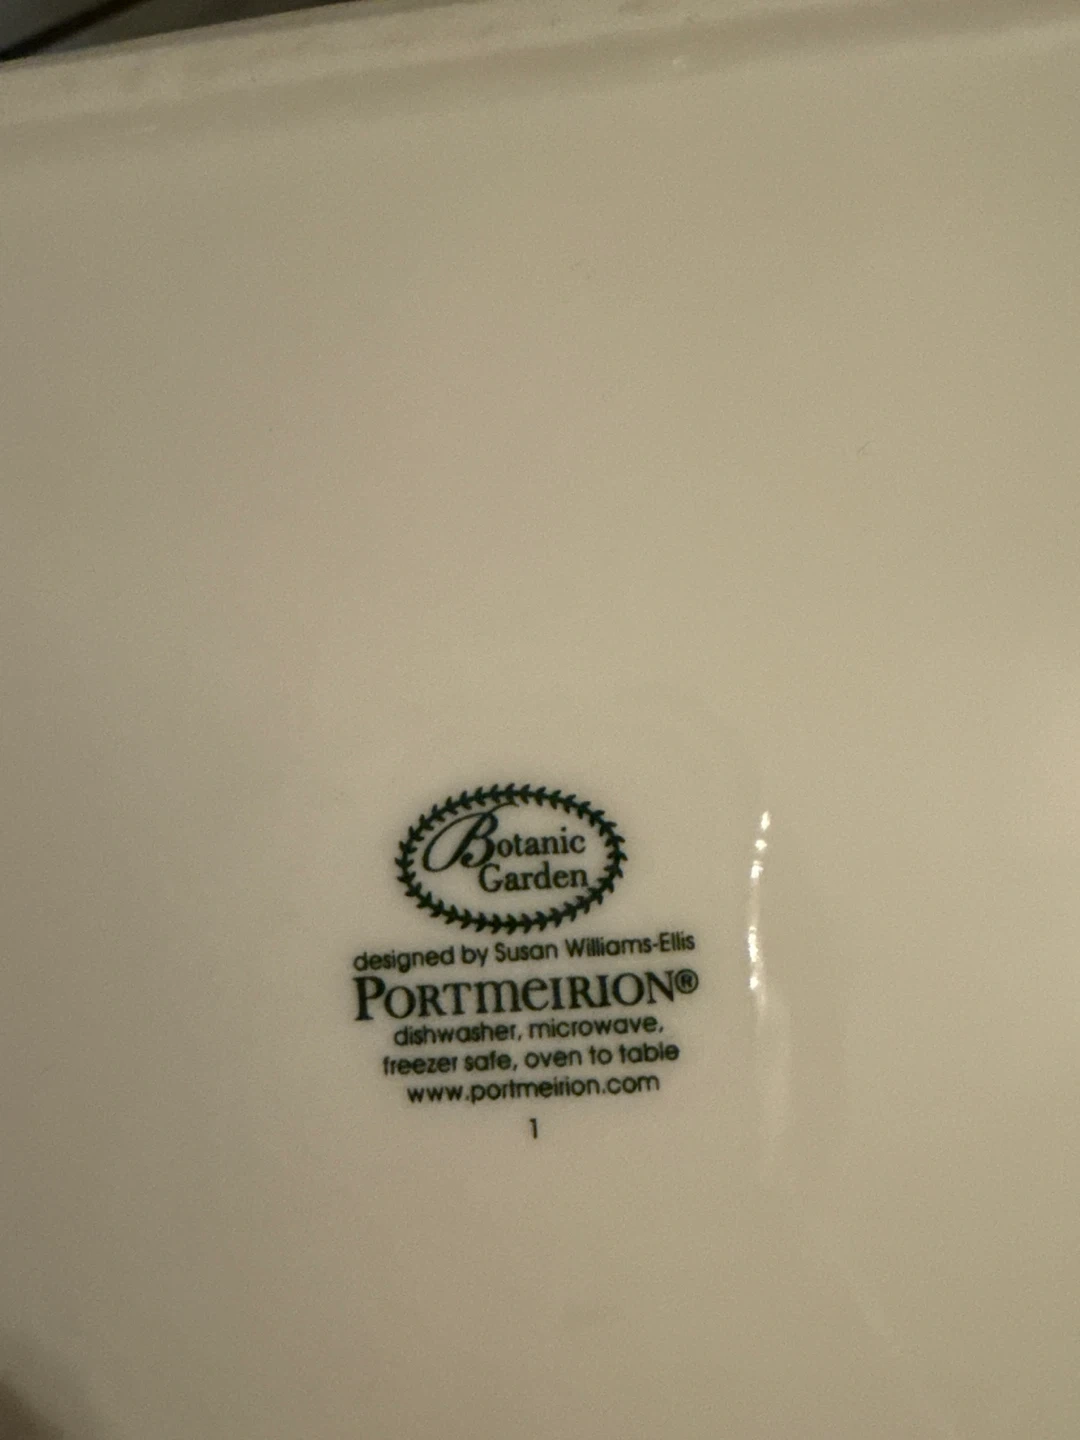 Botanic
Garden
designed by Susan Williams-Ellis
PORTMEIRION®
dishwasher, microwave,
freezer safe, oven to table
www.portmeirion.com
1